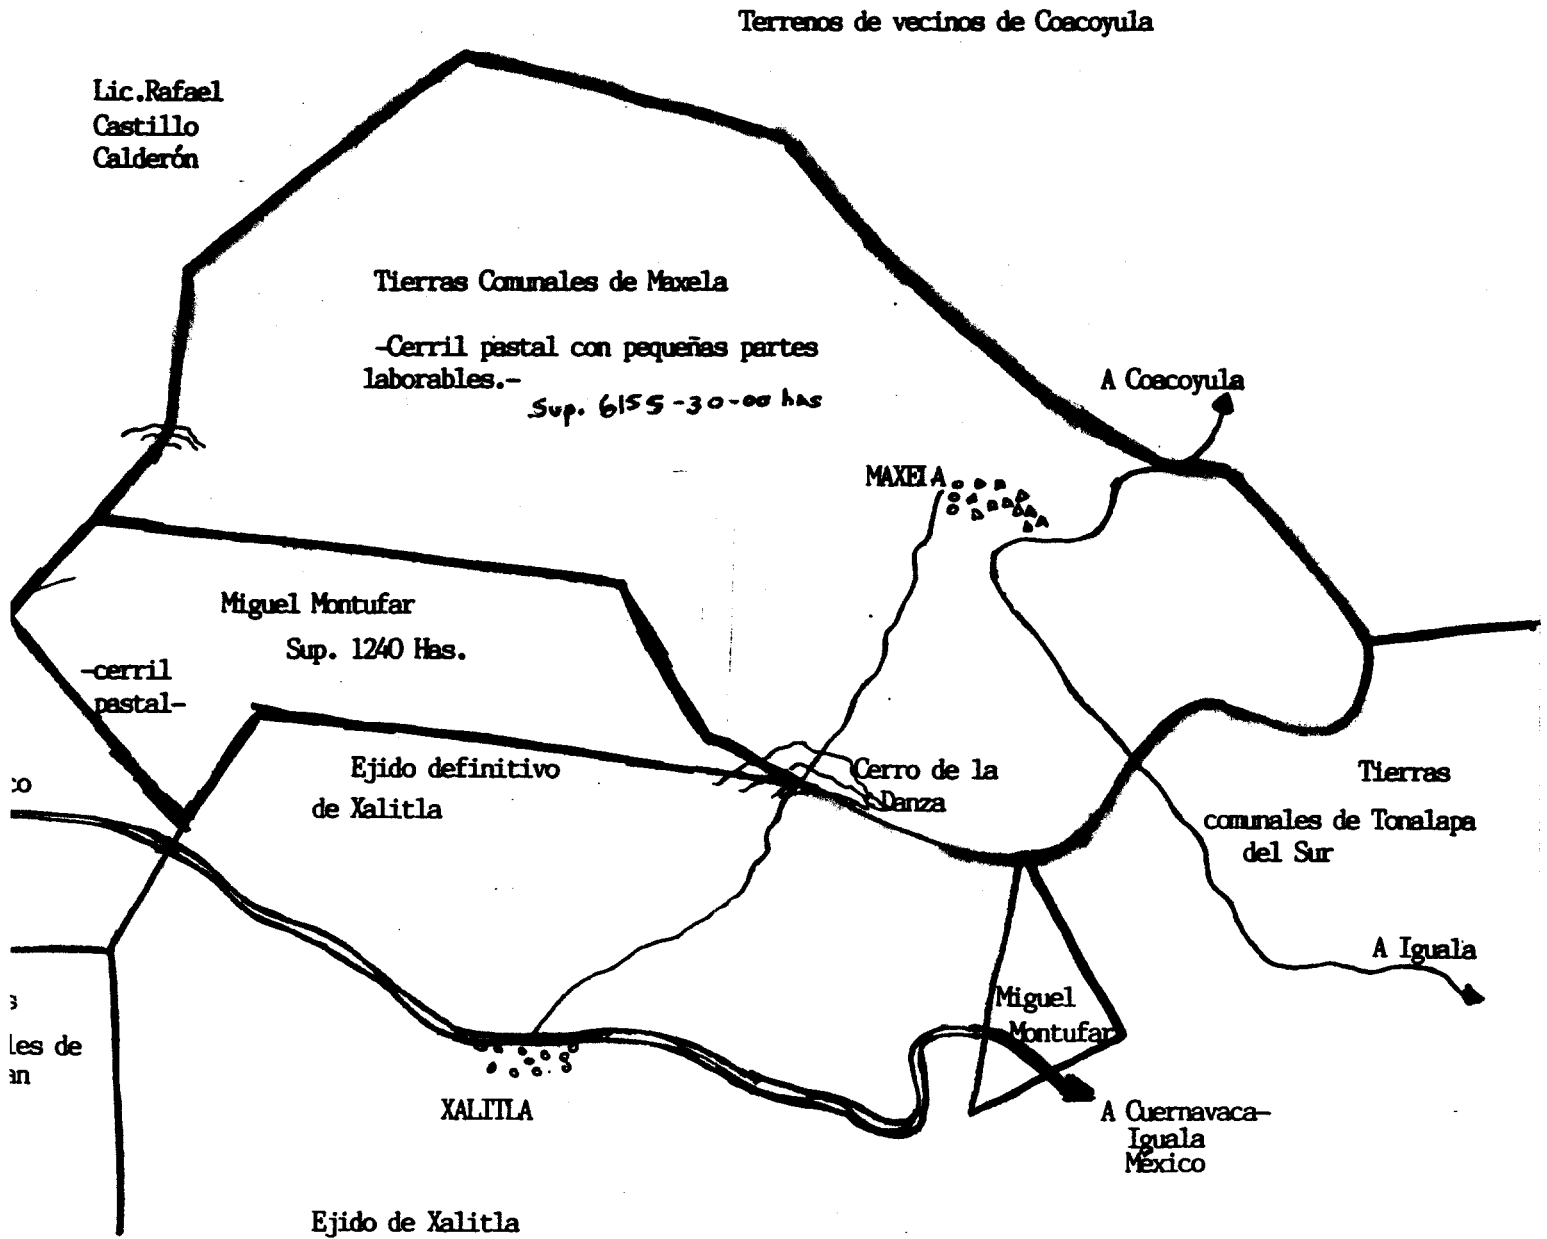 Terrenos de vecinos de Coacoyula
Lic.Rafael
Castillo
Calderón
Tierras Comunales de Maxela
-Cerril pastal con pequeñas partes
laborables.-
Sup. 6155-30-00 has
A Coacoyula
MAXELA
Miguel Montufar
Sup. 1240 Has.
-cerril
pastal-
Ejido definitivo
de Xalitla
Cerro de la
Danza
Tierras
comunales de Tonalapa
del Sur
A Iguala
Miguel
Montufar
les de
an
XALITLA
A Cuernavaca-
Iguala
México
Ejido de Xalitla